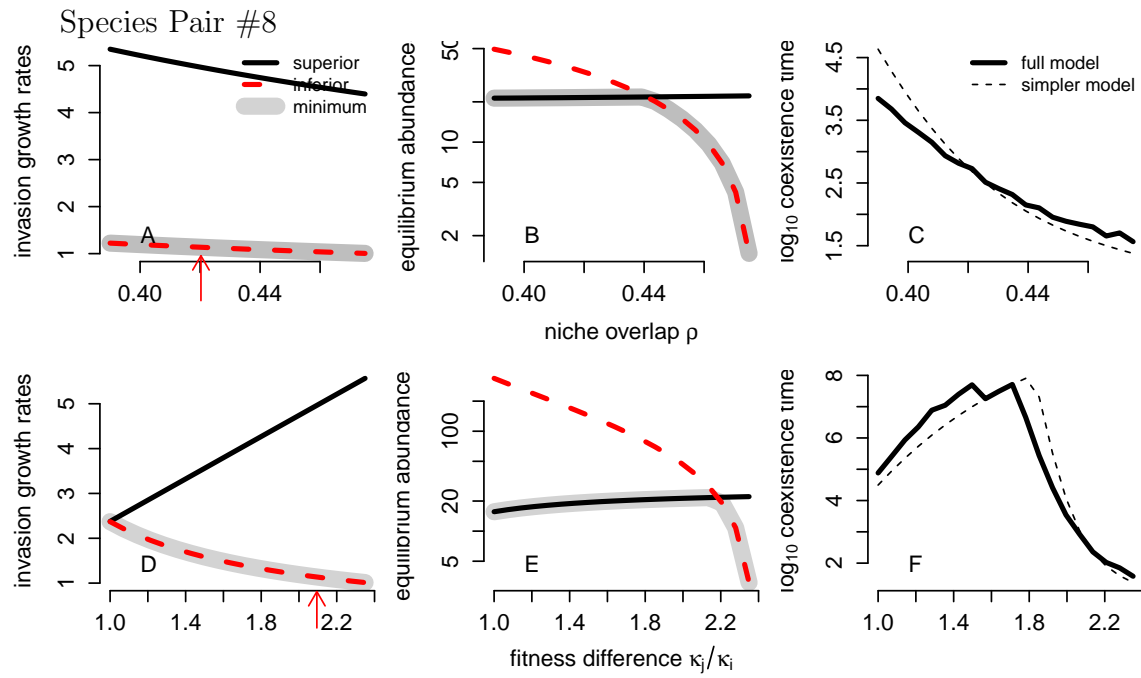 Species Pair #8
invasion growth rates
1
2
3
4
5
0.40
0.44
A
superior
inferior
minimum
equilibrium abundance
2
5
10
50
0.40
0.44
B
niche overlap ρ
log₁₀ coexistence time
1.5
2.5
3.5
4.5
0.40
0.44
C
full model
simpler model
invasion growth rates
1
2
3
4
5
1.0
1.4
1.8
2.2
D
equilibrium abundance
5
20
100
1.0
1.4
1.8
2.2
E
fitness difference κⱼ/κᵢ
log₁₀ coexistence time
2
4
6
8
1.0
1.4
1.8
2.2
F